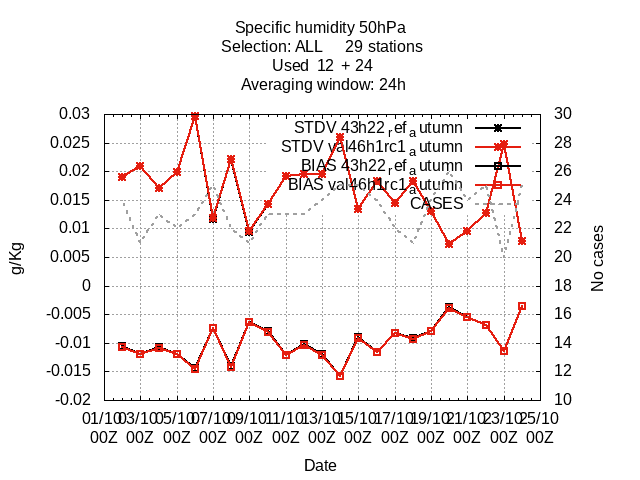 Specific humidity 50hPa
Selection: ALL 29 stations
Used 12 + 24
Averaging window: 24h
0.03
0.025
0.02
0.015
0.01
0.005
0
-0.005
-0.01
-0.015
-0.02
30
28
26
24
22
20
18
16
14
12
10
g/Kg
No cases
STDV 43h22refautumn
STDV val46h1rc1autumn
BIAS 43h22refautumn
BIAS val46h1rc1autumn
CASES
01/10 03/10 05/10 07/10 09/10 11/10 13/10 15/10 17/10 19/10 21/10 23/10 25/10
00Z 00Z 00Z 00Z 00Z 00Z 00Z 00Z 00Z 00Z 00Z 00Z 00Z
Date